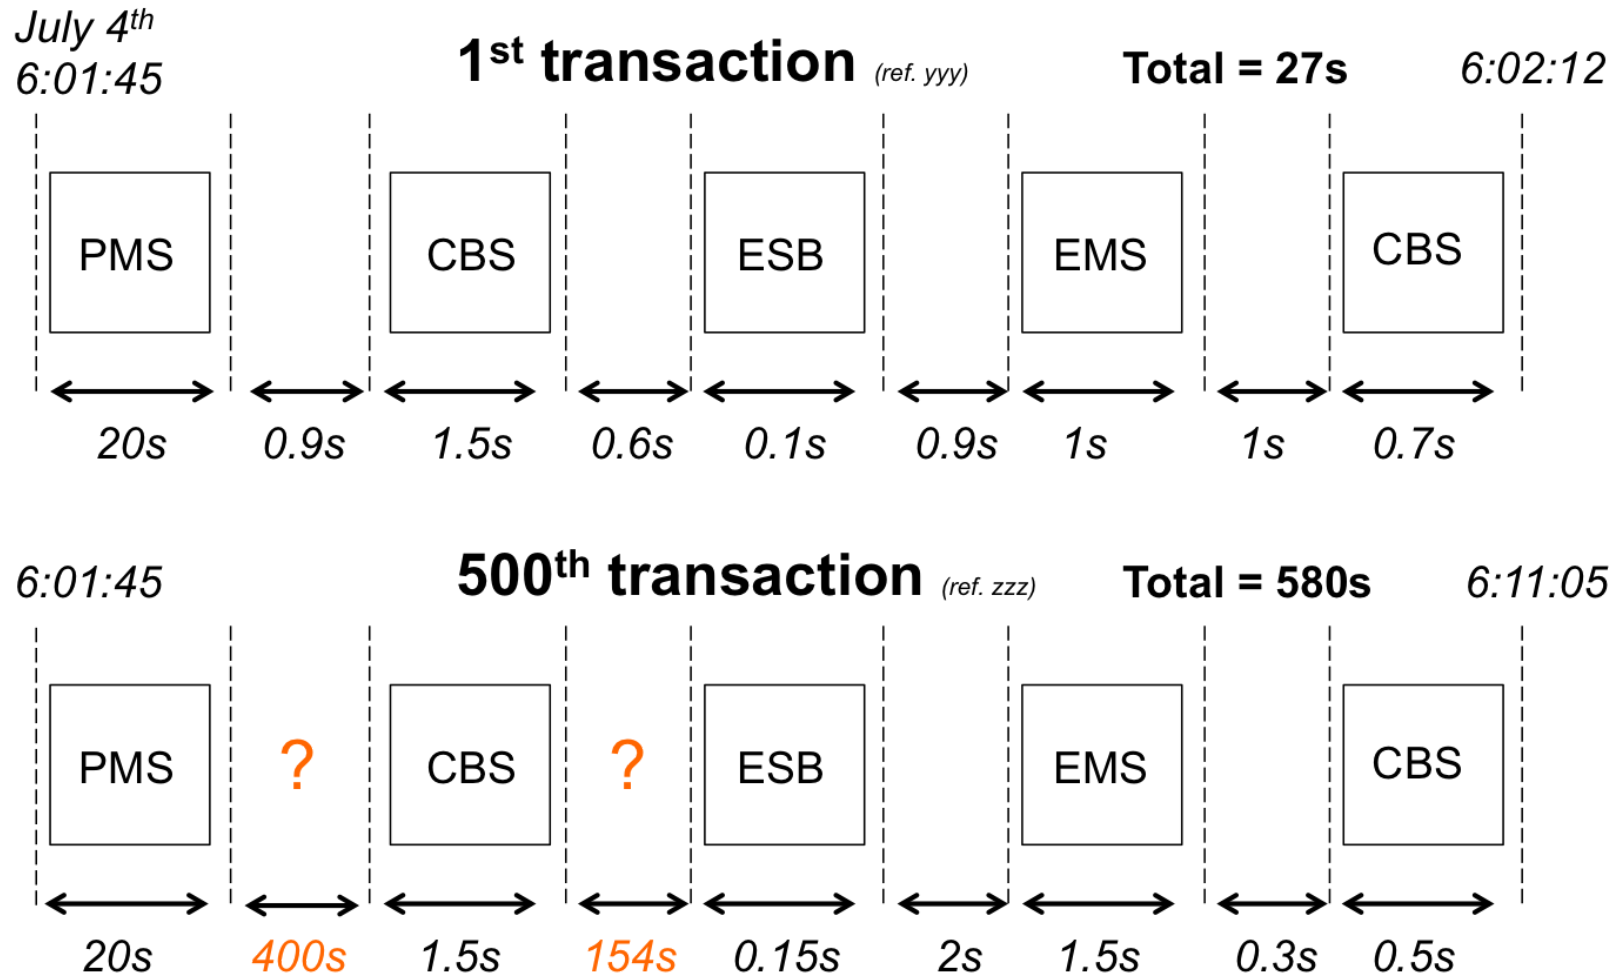 July 4th
6:01:45
1st transaction (ref. yyy)
Total = 27s
6:02:12
PMS
CBS
ESB
EMS
CBS
20s 0.9s 1.5s 0.6s 0.1s 0.9s 1s 1s 0.7s
6:01:45
500th transaction (ref. zzz)
Total = 580s
6:11:05
PMS
?
CBS
?
ESB
EMS
CBS
20s 400s 1.5s 154s 0.15s 2s 1.5s 0.3s 0.5s